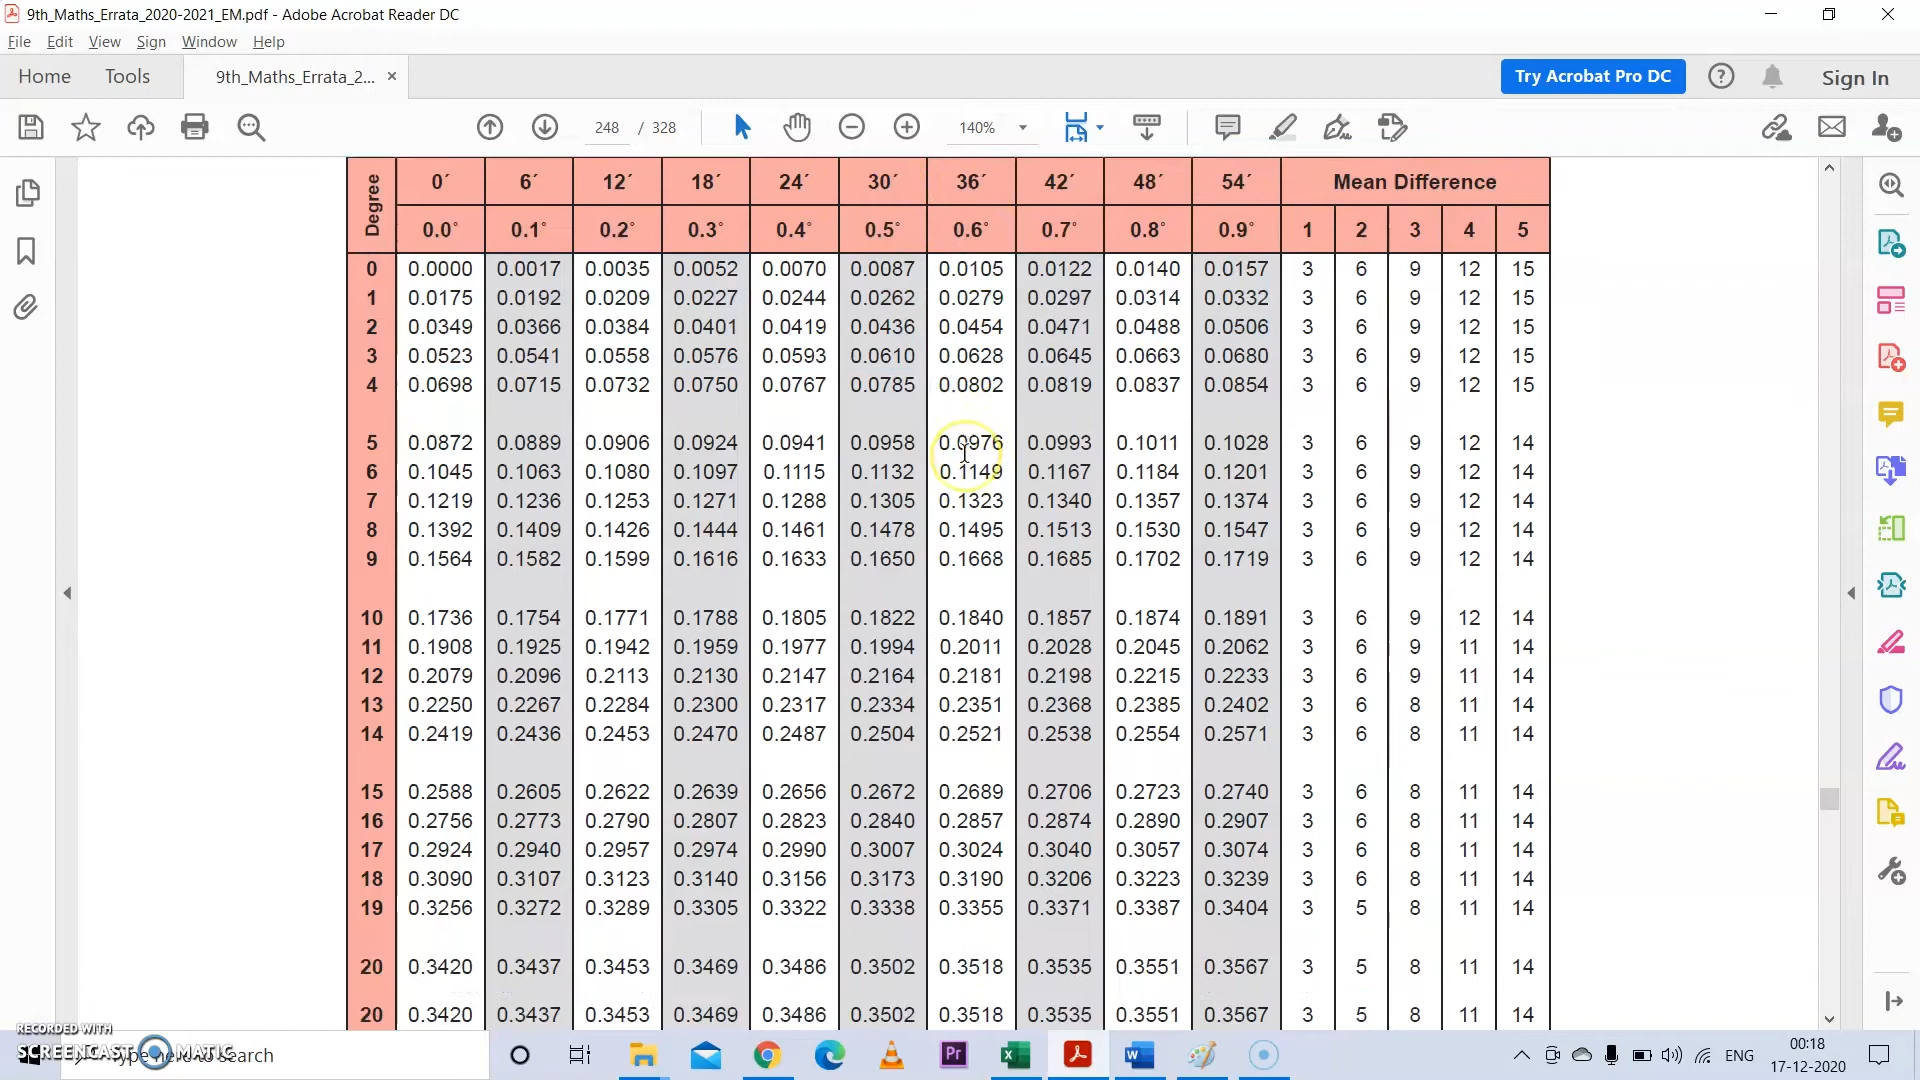 9th_Maths_Errata_2020-2021_EM.pdf - Adobe Acrobat Reader DC
File Edit View Sign Window Help
Home Tools 9th_Maths_Errata_2... × Try Acrobat Pro DC Sign In
248 / 328 140%
Degree 0´ 6´ 12´ 18´ 24´ 30´ 36´ 42´ 48´ 54´ Mean Difference
0.0° 0.1° 0.2° 0.3° 0.4° 0.5° 0.6° 0.7° 0.8° 0.9° 1 2 3 4 5
0 0.0000 0.0017 0.0035 0.0052 0.0070 0.0087 0.0105 0.0122 0.0140 0.0157 3 6 9 12 15
1 0.0175 0.0192 0.0209 0.0227 0.0244 0.0262 0.0279 0.0297 0.0314 0.0332 3 6 9 12 15
2 0.0349 0.0366 0.0384 0.0401 0.0419 0.0436 0.0454 0.0471 0.0488 0.0506 3 6 9 12 15
3 0.0523 0.0541 0.0558 0.0576 0.0593 0.0610 0.0628 0.0645 0.0663 0.0680 3 6 9 12 15
4 0.0698 0.0715 0.0732 0.0750 0.0767 0.0785 0.0802 0.0819 0.0837 0.0854 3 6 9 12 15
5 0.0872 0.0889 0.0906 0.0924 0.0941 0.0958 0.0976 0.0993 0.1011 0.1028 3 6 9 12 14
6 0.1045 0.1063 0.1080 0.1097 0.1115 0.1132 0.1149 0.1167 0.1184 0.1201 3 6 9 12 14
7 0.1219 0.1236 0.1253 0.1271 0.1288 0.1305 0.1323 0.1340 0.1357 0.1374 3 6 9 12 14
8 0.1392 0.1409 0.1426 0.1444 0.1461 0.1478 0.1495 0.1513 0.1530 0.1547 3 6 9 12 14
9 0.1564 0.1582 0.1599 0.1616 0.1633 0.1650 0.1668 0.1685 0.1702 0.1719 3 6 9 12 14
10 0.1736 0.1754 0.1771 0.1788 0.1805 0.1822 0.1840 0.1857 0.1874 0.1891 3 6 9 12 14
11 0.1908 0.1925 0.1942 0.1959 0.1977 0.1994 0.2011 0.2028 0.2045 0.2062 3 6 9 11 14
12 0.2079 0.2096 0.2113 0.2130 0.2147 0.2164 0.2181 0.2198 0.2215 0.2233 3 6 9 11 14
13 0.2250 0.2267 0.2284 0.2300 0.2317 0.2334 0.2351 0.2368 0.2385 0.2402 3 6 8 11 14
14 0.2419 0.2436 0.2453 0.2470 0.2487 0.2504 0.2521 0.2538 0.2554 0.2571 3 6 8 11 14
15 0.2588 0.2605 0.2622 0.2639 0.2656 0.2672 0.2689 0.2706 0.2723 0.2740 3 6 8 11 14
16 0.2756 0.2773 0.2790 0.2807 0.2823 0.2840 0.2857 0.2874 0.2890 0.2907 3 6 8 11 14
17 0.2924 0.2940 0.2957 0.2974 0.2990 0.3007 0.3024 0.3040 0.3057 0.3074 3 6 8 11 14
18 0.3090 0.3107 0.3123 0.3140 0.3156 0.3173 0.3190 0.3206 0.3223 0.3239 3 6 8 11 14
19 0.3256 0.3272 0.3289 0.3305 0.3322 0.3338 0.3355 0.3371 0.3387 0.3404 3 5 8 11 14
20 0.3420 0.3437 0.3453 0.3469 0.3486 0.3502 0.3518 0.3535 0.3551 0.3567 3 5 8 11 14
20 0.3420 0.3437 0.3453 0.3469 0.3486 0.3502 0.3518 0.3535 0.3551 0.3567 3 5 8 11 14
RECORDED WITH
SCREENCAST MATIC
Type here to search
ENG
00:18
17-12-2020